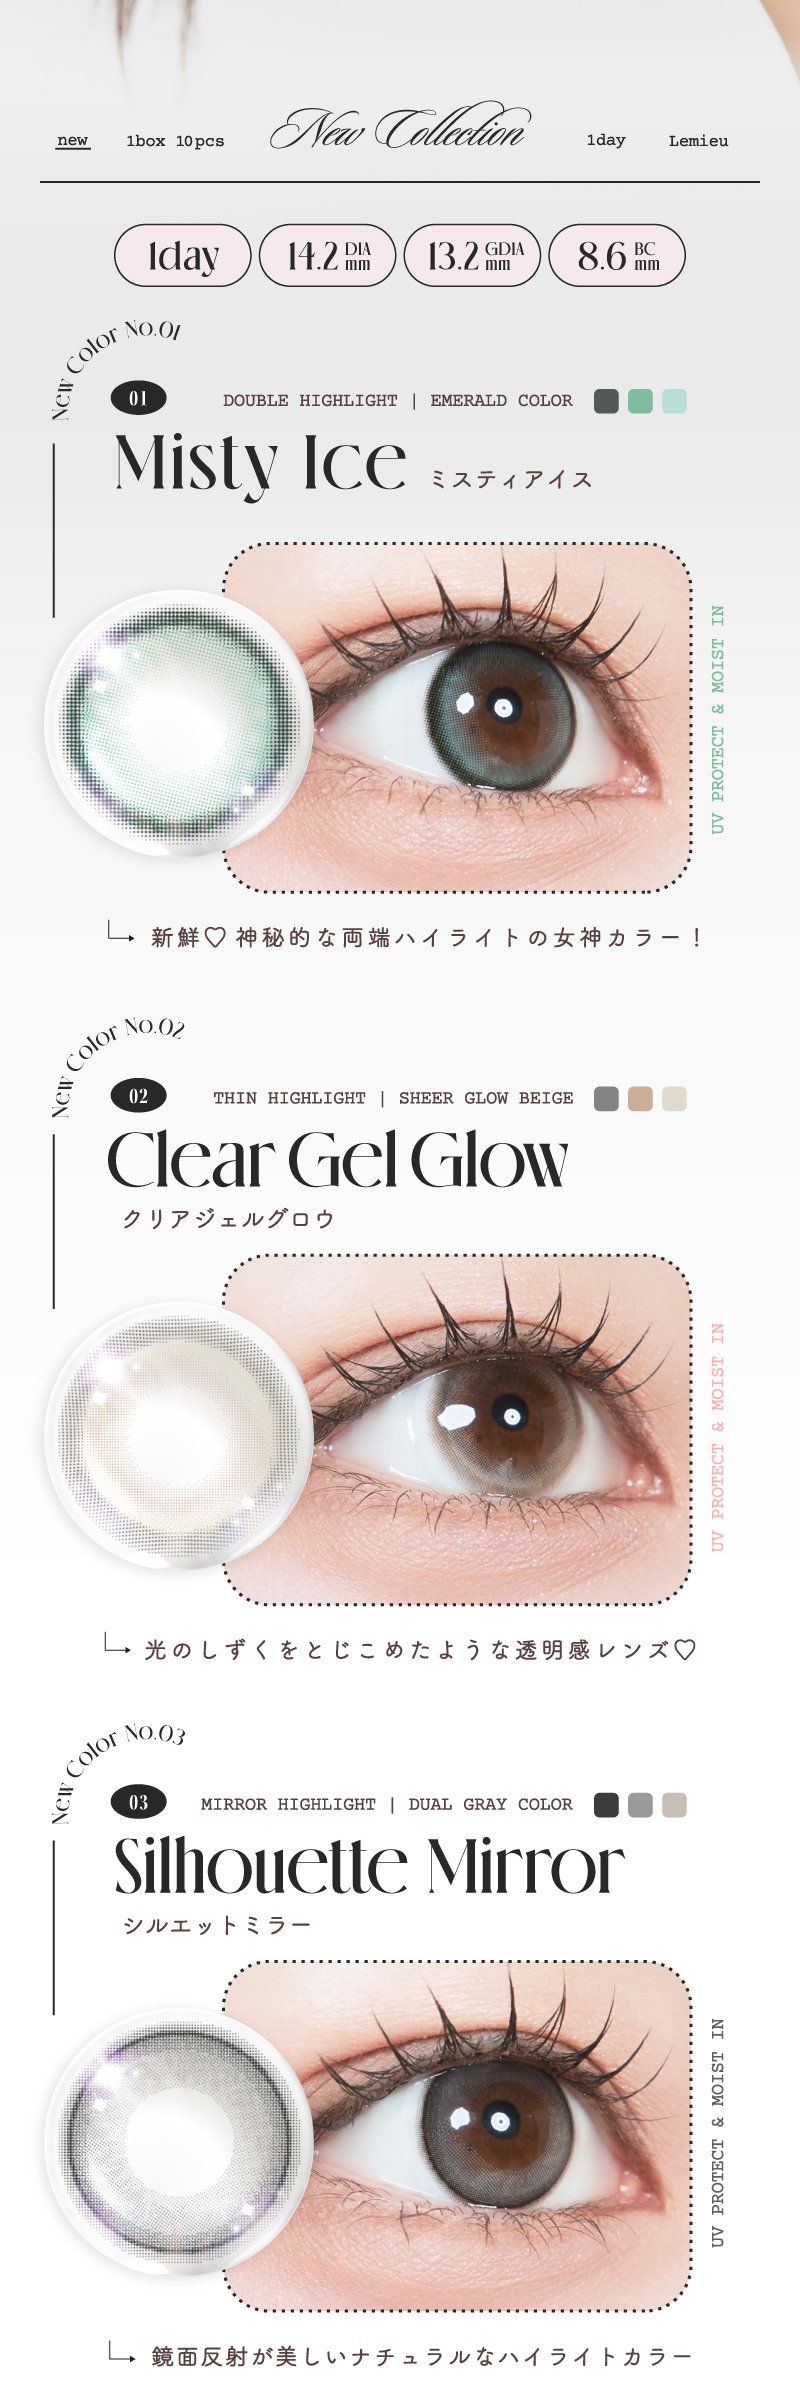 new 1box 10pcs New Collection 1day Lemieu
1day 14.2 DIA mm 13.2 GDIA mm 8.6 BC mm
New Color No.01
01 DOUBLE HIGHLIGHT | EMERALD COLOR
Misty Ice ミスティアイス
UV PROTECT & MOIST IN
新鮮♡神秘的な両端ハイライトの女神カラー！
New Color No.02
02 THIN HIGHLIGHT | SHEER GLOW BEIGE
Clear Gel Glow
クリアジェルグロウ
UV PROTECT & MOIST IN
光のしずくをとじこめたような透明感レンズ♡
New Color No.03
03 MIRROR HIGHLIGHT | DUAL GRAY COLOR
Silhouette Mirror
シルエットミラー
UV PROTECT & MOIST IN
鏡面反射が美しいナチュラルなハイライトカラー